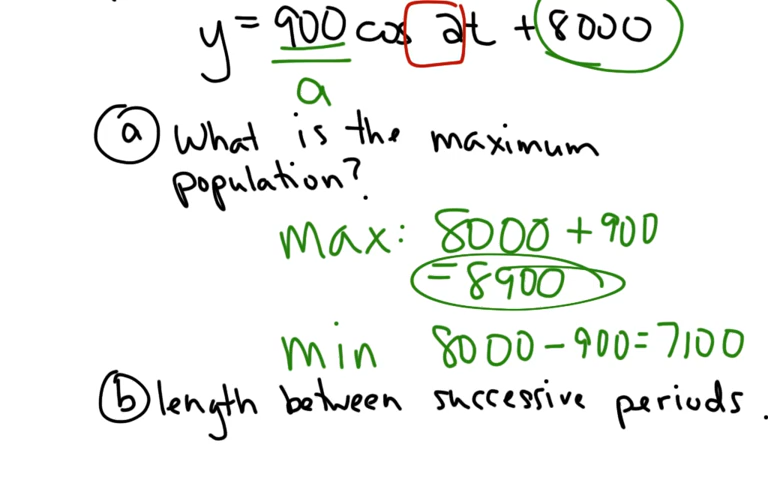 y = 900 cos 2t + 8000
a
(a) What is the maximum
population?
max: 8000 + 900
= 8900
min 8000 - 900 = 7100
(b) length between successive periods.